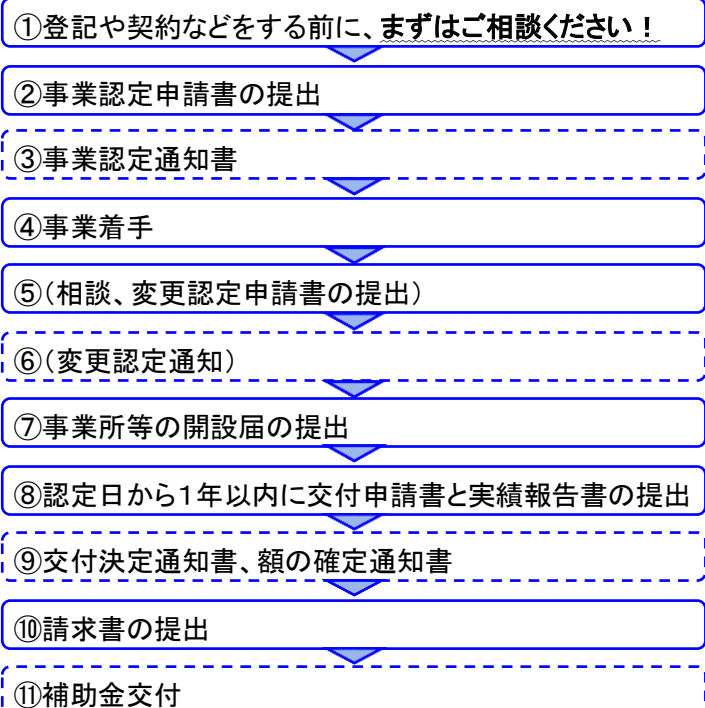 ①登記や契約などをする前に、まずはご相談ください！
②事業認定申請書の提出
③事業認定通知書
④事業着手
⑤(相談、変更認定申請書の提出)
⑥(変更認定通知)
⑦事業所等の開設届の提出
⑧認定日から１年以内に交付申請書と実績報告書の提出
⑨交付決定通知書、額の確定通知書
⑩請求書の提出
⑪補助金交付